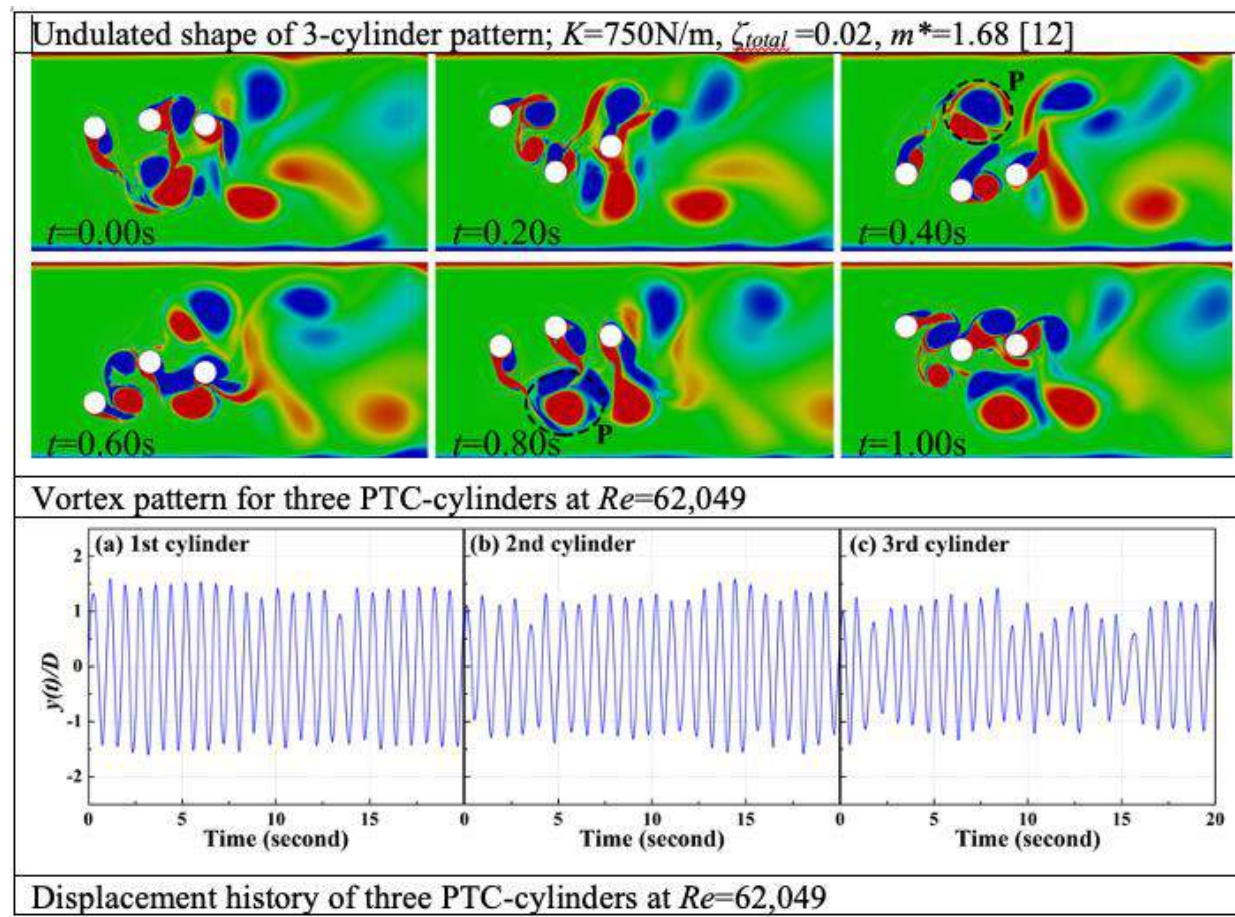 Undulated shape of 3-cylinder pattern; K=750N/m, ζtotal =0.02, m*=1.68 [12]
P
t=0.00s
t=0.20s
t=0.40s
P
t=0.60s
t=0.80s
t=1.00s
Vortex pattern for three PTC-cylinders at Re=62,049
(a) 1st cylinder
(b) 2nd cylinder
(c) 3rd cylinder
2
1
0
-1
-2
y(t)/D
0 5 10 15
0 5 10 15
0 5 10 15 20
Time (second)
Time (second)
Time (second)
Displacement history of three PTC-cylinders at Re=62,049